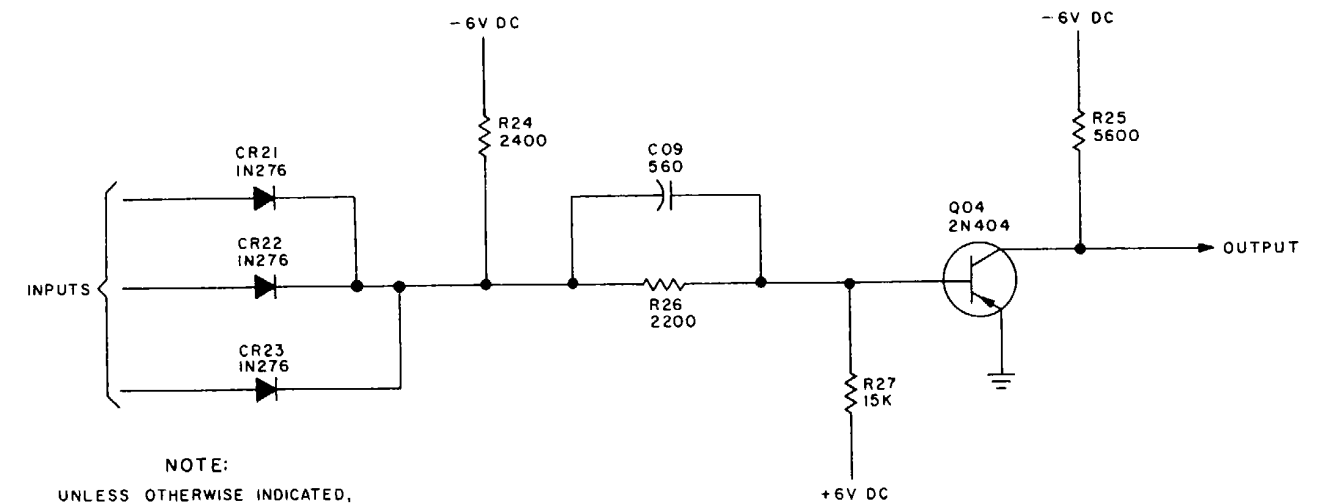 -6V DC
-6V DC
R24
2400
R25
5600
C09
560
CR21
1N276
Q04
2N404
CR22
1N276
OUTPUT
INPUTS
R26
2200
CR23
1N276
R27
15K
NOTE:
UNLESS OTHERWISE INDICATED,
+6V DC